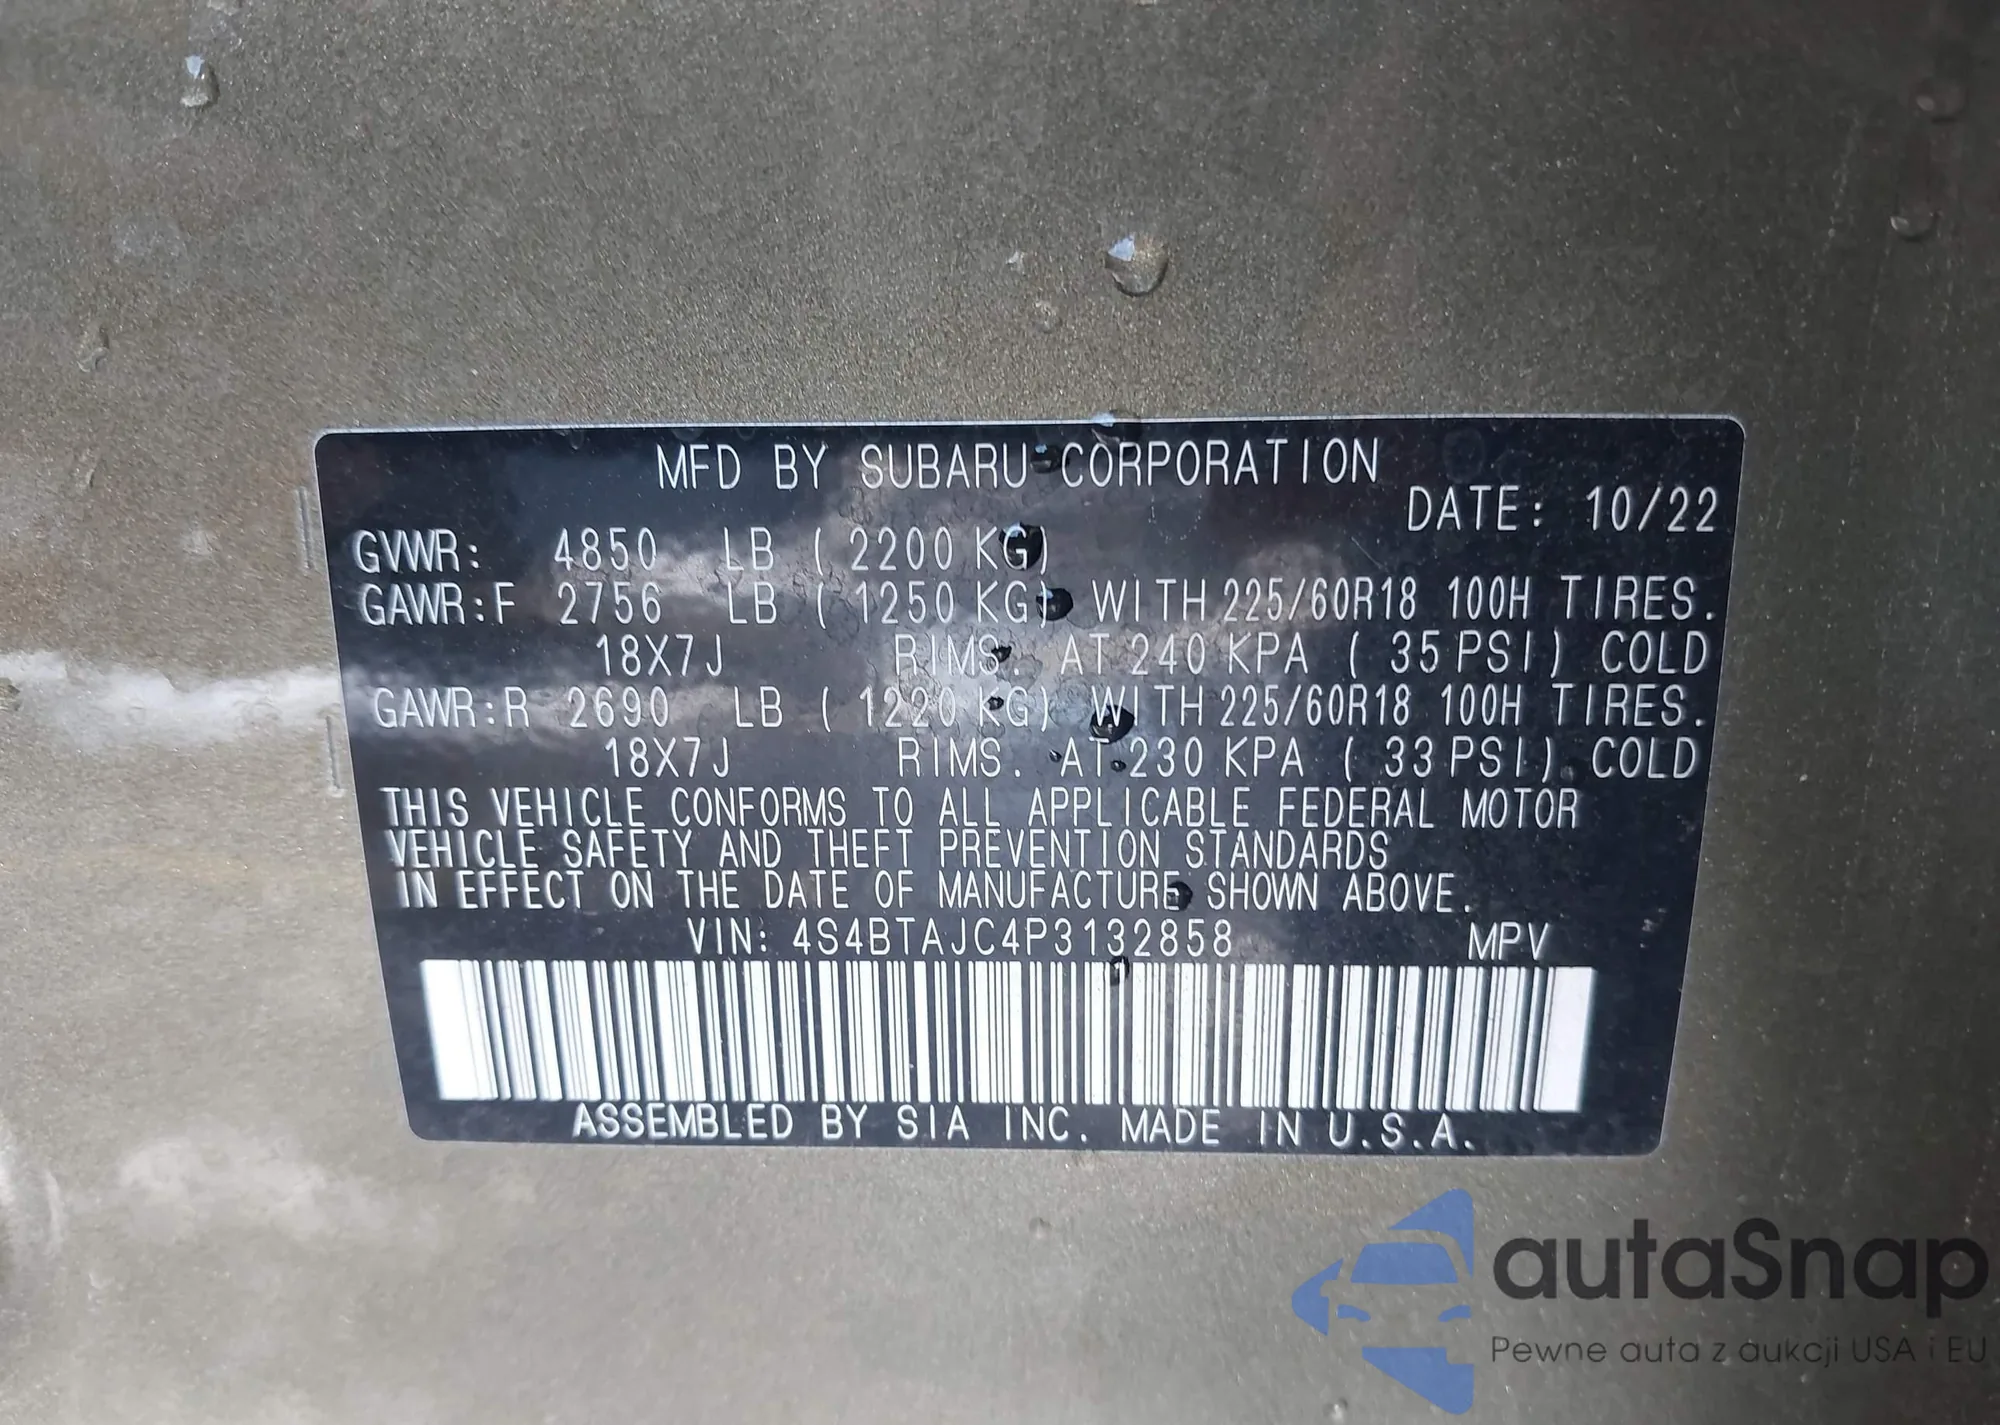 MFD BY SUBARU CORPORATION
DATE: 10/22
GVWR: 4850 LB ( 2200 KG)
GAWR:F 2756 LB ( 1250 KG) WITH 225/60R18 100H TIRES.
18X7J RIMS. AT 240 KPA ( 35 PSI) COLD
GAWR:R 2690 LB ( 1220 KG) WITH 225/60R18 100H TIRES.
18X7J RIMS. AT 230 KPA ( 33 PSI) COLD
THIS VEHICLE CONFORMS TO ALL APPLICABLE FEDERAL MOTOR
VEHICLE SAFETY AND THEFT PREVENTION STANDARDS
IN EFFECT ON THE DATE OF MANUFACTURE SHOWN ABOVE.
VIN: 4S4BTAJC4P3132858 MPV
ASSEMBLED BY SIA INC. MADE IN U.S.A.
autaSnap
Pewne auta z aukcji USA i EU